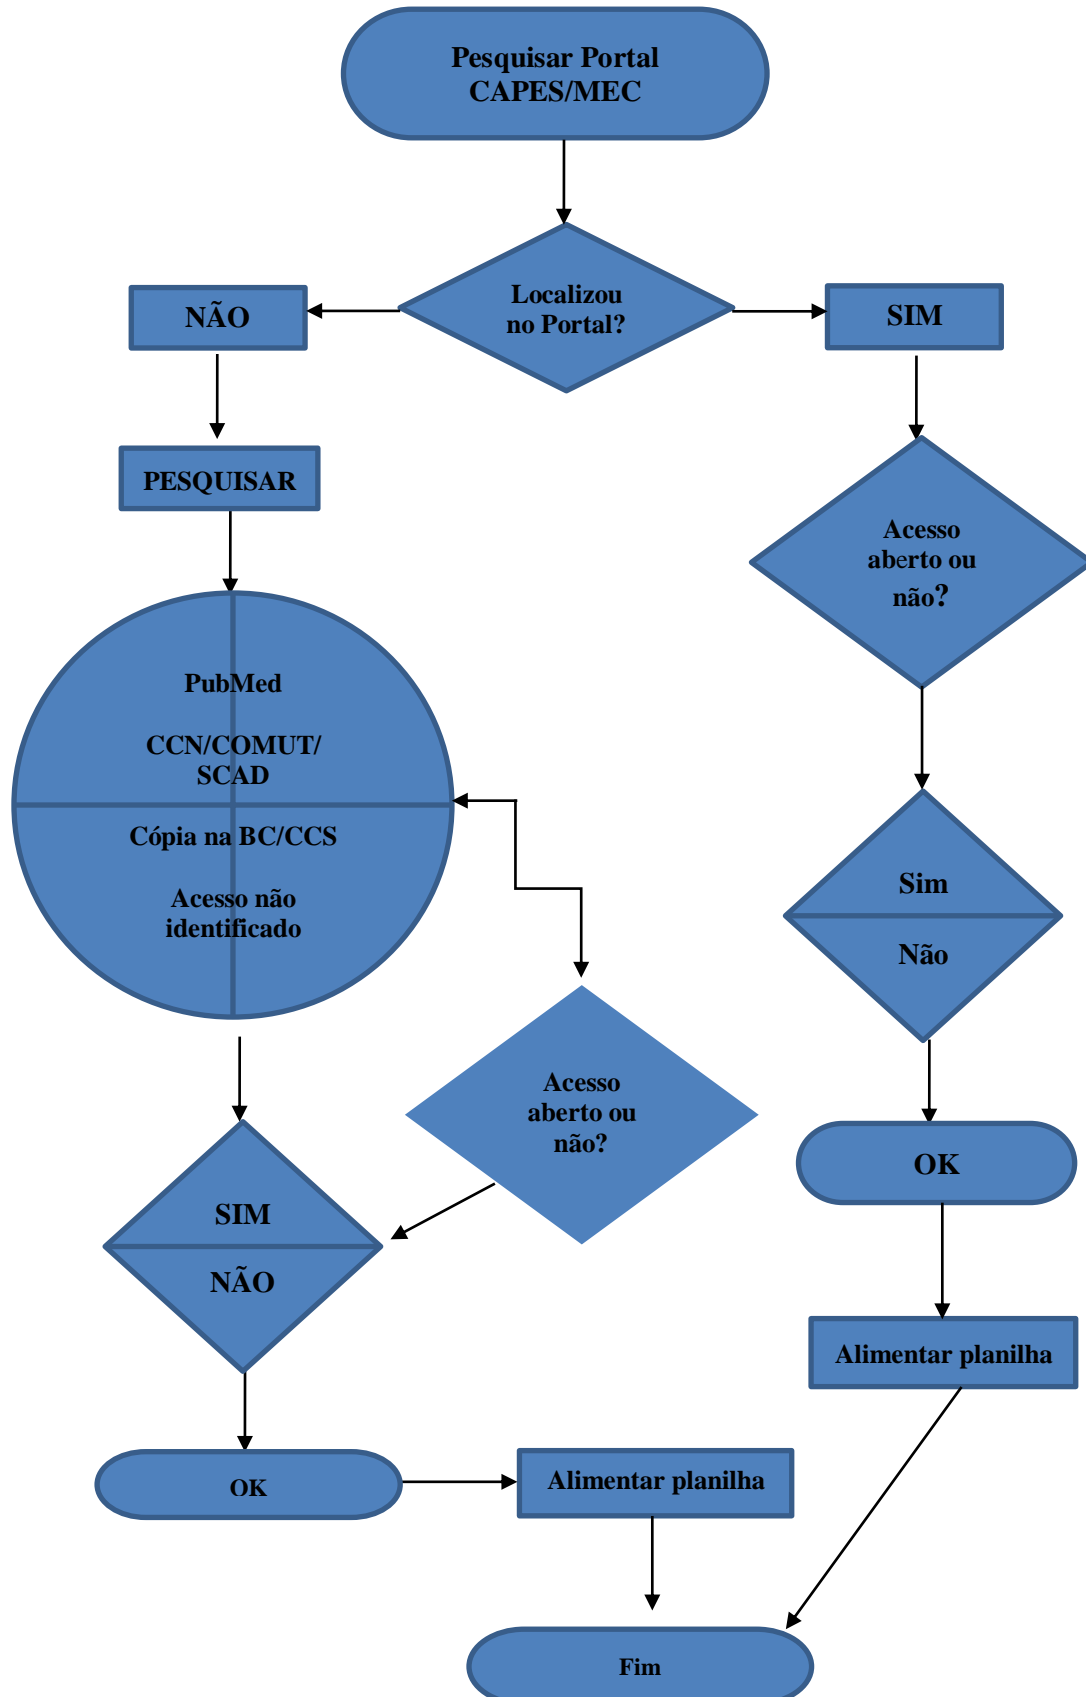 Pesquisar Portal
CAPES/MEC
Localizou
no Portal?
NÃO
SIM
PESQUISAR
Acesso
aberto ou
não?
PubMed
CCN/COMUT/
SCAD
Cópia na BC/CCS
Acesso não
identificado
Sim
Não
Acesso
aberto ou
não?
OK
SIM
NÃO
Alimentar planilha
OK
Alimentar planilha
Fim